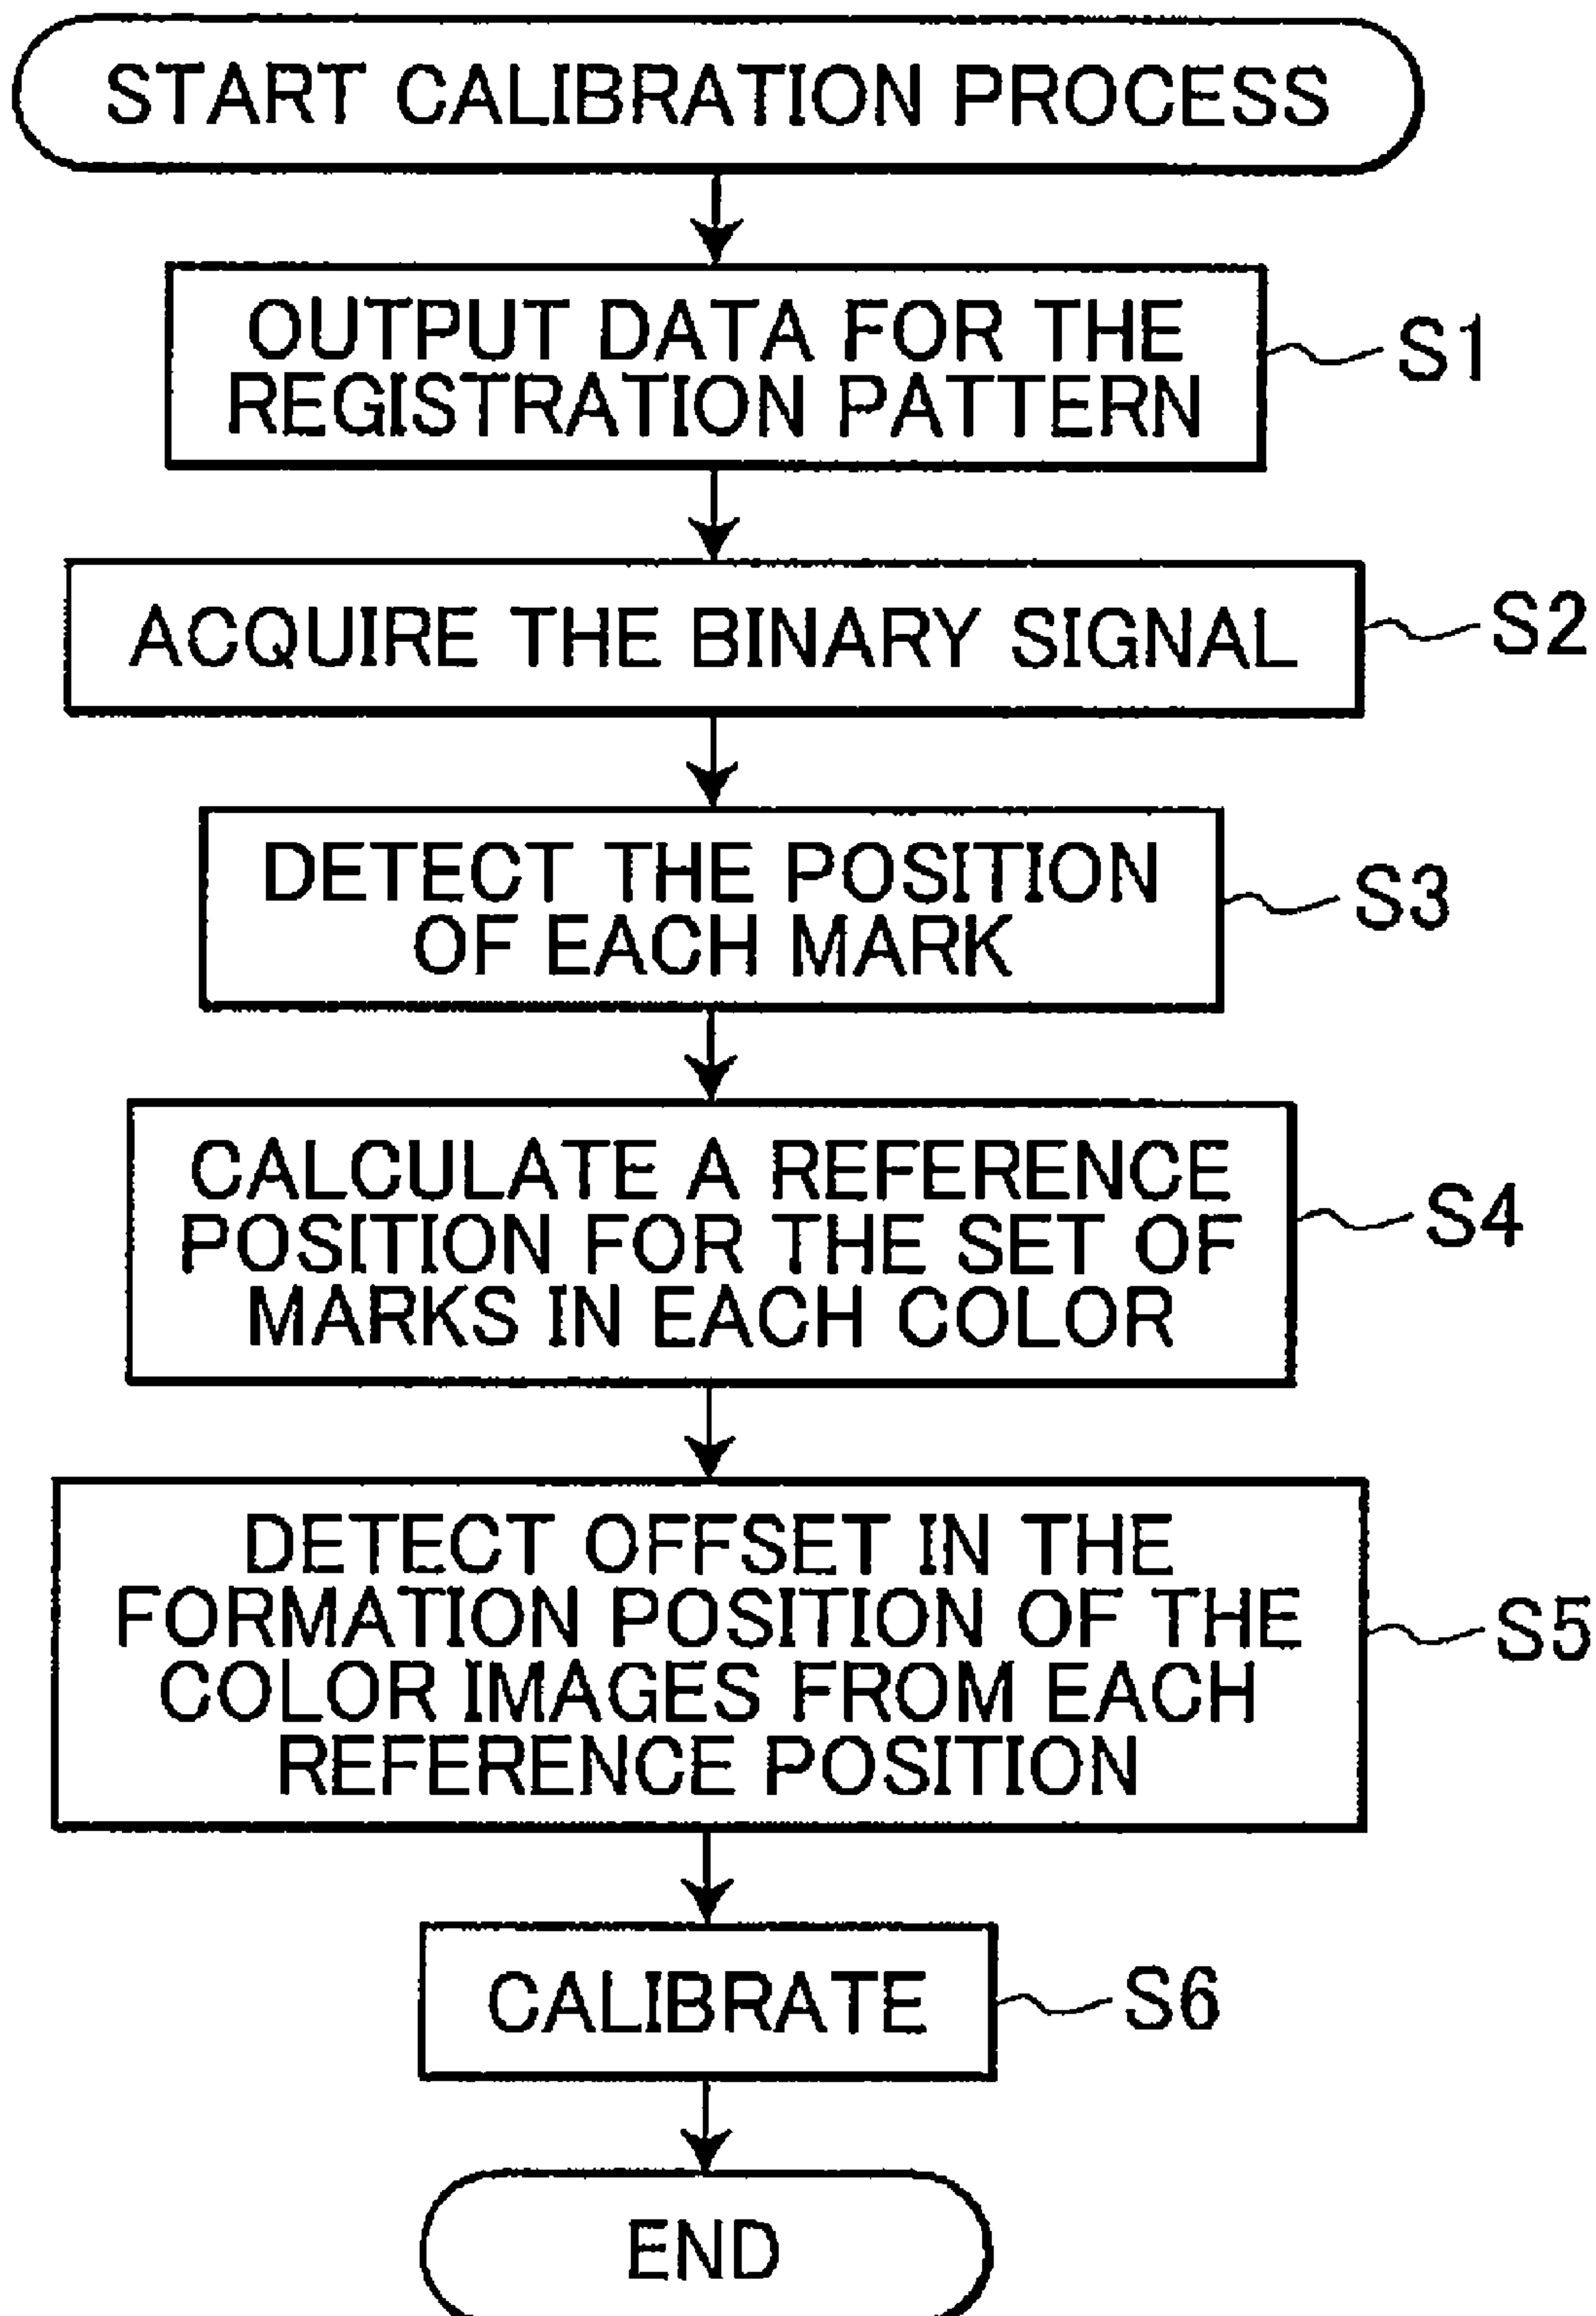 START CALIBRATION PROCESS
OUTPUT DATA FOR THE
REGISTRATION PATTERN
S1
ACQUIRE THE BINARY SIGNAL
S2
DETECT THE POSITION
OF EACH MARK
S3
CALCULATE A REFERENCE
POSITION FOR THE SET OF
MARKS IN EACH COLOR
S4
DETECT OFFSET IN THE
FORMATION POSITION OF THE
COLOR IMAGES FROM EACH
REFERENCE POSITION
S5
CALIBRATE
S6
END